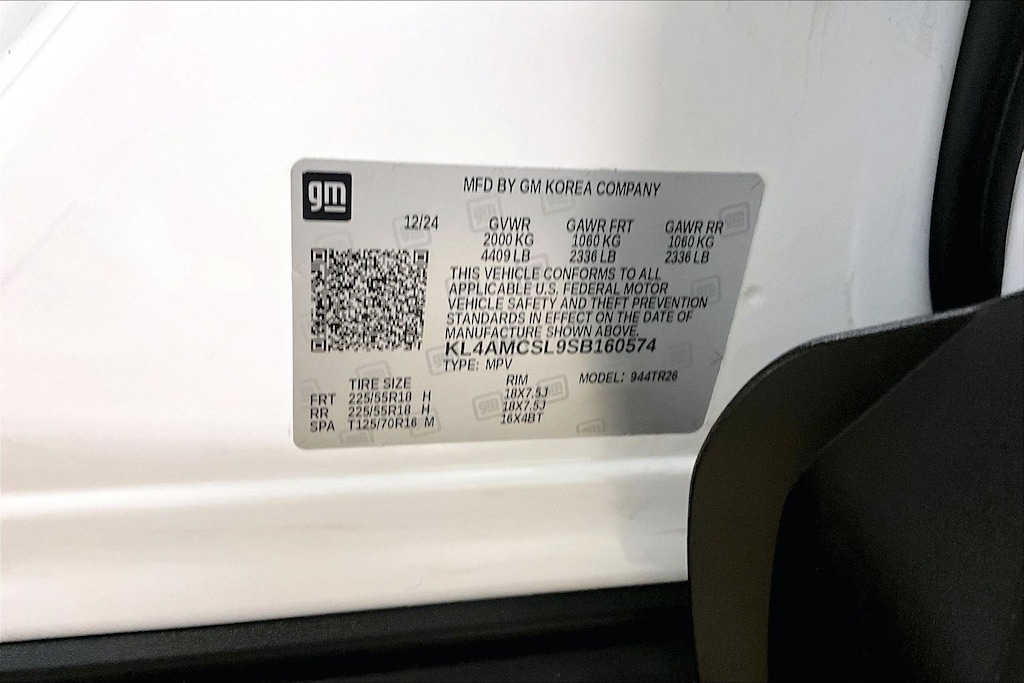 gm
MFD BY GM KOREA COMPANY
12/24 GVWR GAWR FRT GAWR RR
2000 KG 1060 KG 1060 KG
4409 LB 2336 LB 2336 LB
THIS VEHICLE CONFORMS TO ALL
APPLICABLE U.S. FEDERAL MOTOR
VEHICLE SAFETY AND THEFT PREVENTION
STANDARDS IN EFFECT ON THE DATE OF
MANUFACTURE SHOWN ABOVE.
KL4AMCSL9SB160574
TYPE: MPV
TIRE SIZE RIM MODEL: 944TR26
FRT 225/55R18 H 18X7.5J
RR 225/55R18 H 18X7.5J
SPA T125/70R16 M 16X4BT